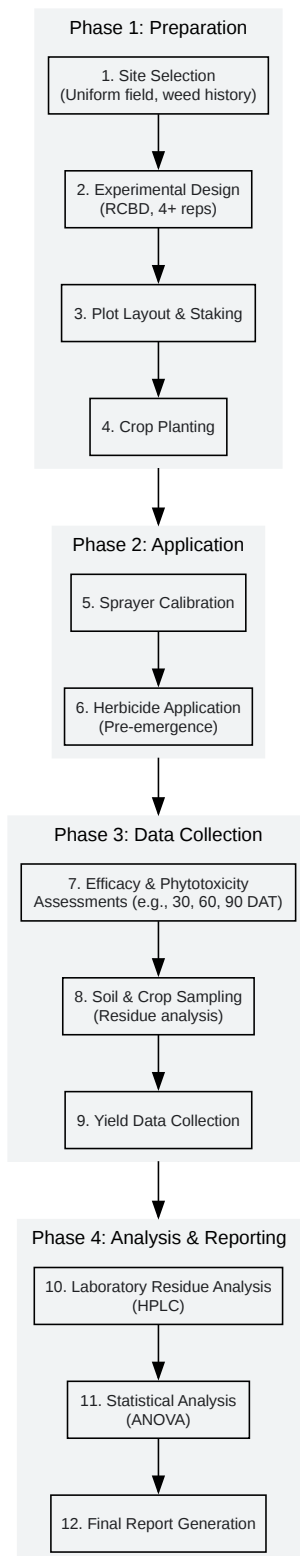 Phase 1: Preparation
1. Site Selection
(Uniform field, weed history)
2. Experimental Design
(RCBD, 4+ reps)
3. Plot Layout & Staking
4. Crop Planting
Phase 2: Application
5. Sprayer Calibration
6. Herbicide Application
(Pre-emergence)
Phase 3: Data Collection
7. Efficacy & Phytotoxicity
Assessments (e.g., 30, 60, 90 DAT)
8. Soil & Crop Sampling
(Residue analysis)
9. Yield Data Collection
Phase 4: Analysis & Reporting
10. Laboratory Residue Analysis
(HPLC)
11. Statistical Analysis
(ANOVA)
12. Final Report Generation